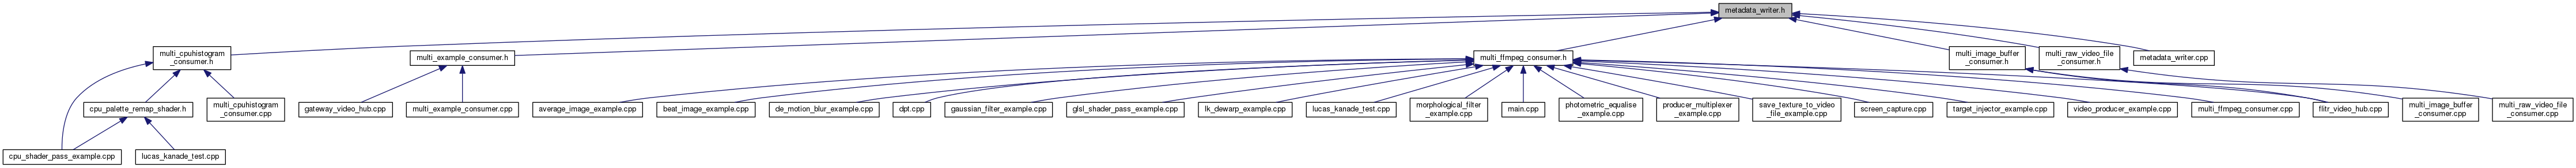 metadata_writer.h
multi_cpuhistogram
_consumer.h
multi_example_consumer.h
multi_ffmpeg_consumer.h
multi_image_buffer
_consumer.h
multi_raw_video_file
_consumer.h
metadata_writer.cpp
cpu_palette_remap_shader.h
multi_cpuhistogram
_consumer.cpp
gateway_video_hub.cpp
multi_example_consumer.cpp
average_image_example.cpp
beat_image_example.cpp
de_motion_blur_example.cpp
dpt.cpp
gaussian_filter_example.cpp
glsl_shader_pass_example.cpp
lk_dewarp_example.cpp
lucas_kanade_test.cpp
morphological_filter
_example.cpp
main.cpp
photometric_equalise
_example.cpp
producer_multiplexer
_example.cpp
save_texture_to_video
_file_example.cpp
screen_capture.cpp
target_injector_example.cpp
video_producer_example.cpp
multi_ffmpeg_consumer.cpp
flitr_video_hub.cpp
multi_image_buffer
_consumer.cpp
multi_raw_video_file
_consumer.cpp
cpu_shader_pass_example.cpp
lucas_kanade_test.cpp